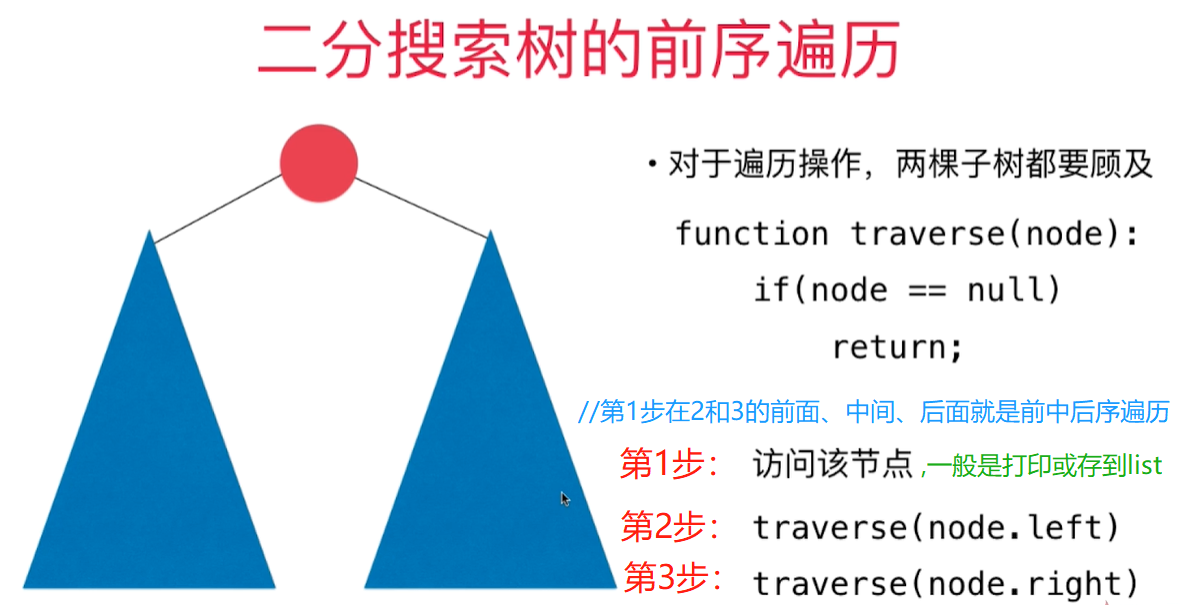 二分搜索树的前序遍历
• 对于遍历操作，两棵子树都要顾及
function traverse(node):
if(node == null)
return;
//第1步在2和3的前面、中间、后面就是前中后序遍历
第1步： 访问该节点 ,一般是打印或存到list
第2步： traverse(node.left)
第3步： traverse(node.right)